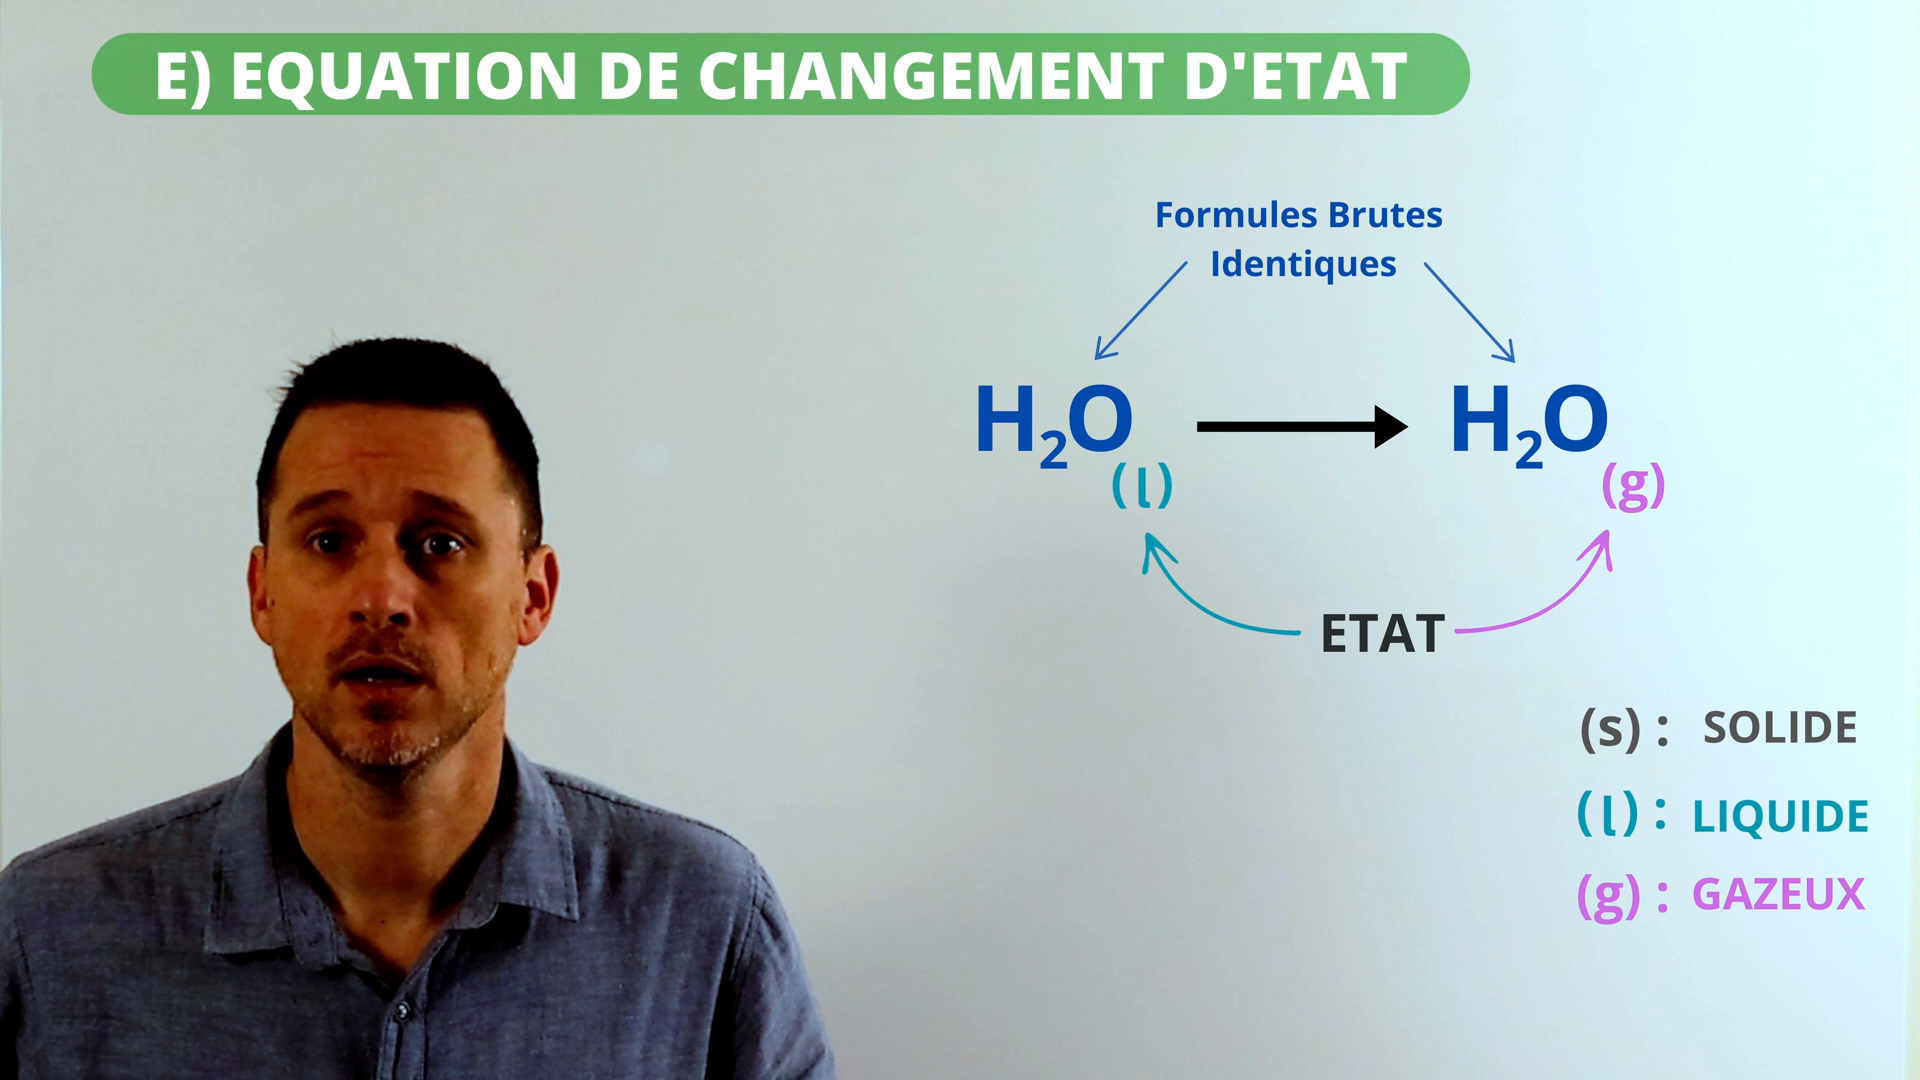 E) EQUATION DE CHANGEMENT D'ETAT
Formules Brutes
Identiques
H₂O(l) → H₂O(g)
ETAT
(s) : SOLIDE
(l) : LIQUIDE
(g) : GAZEUX